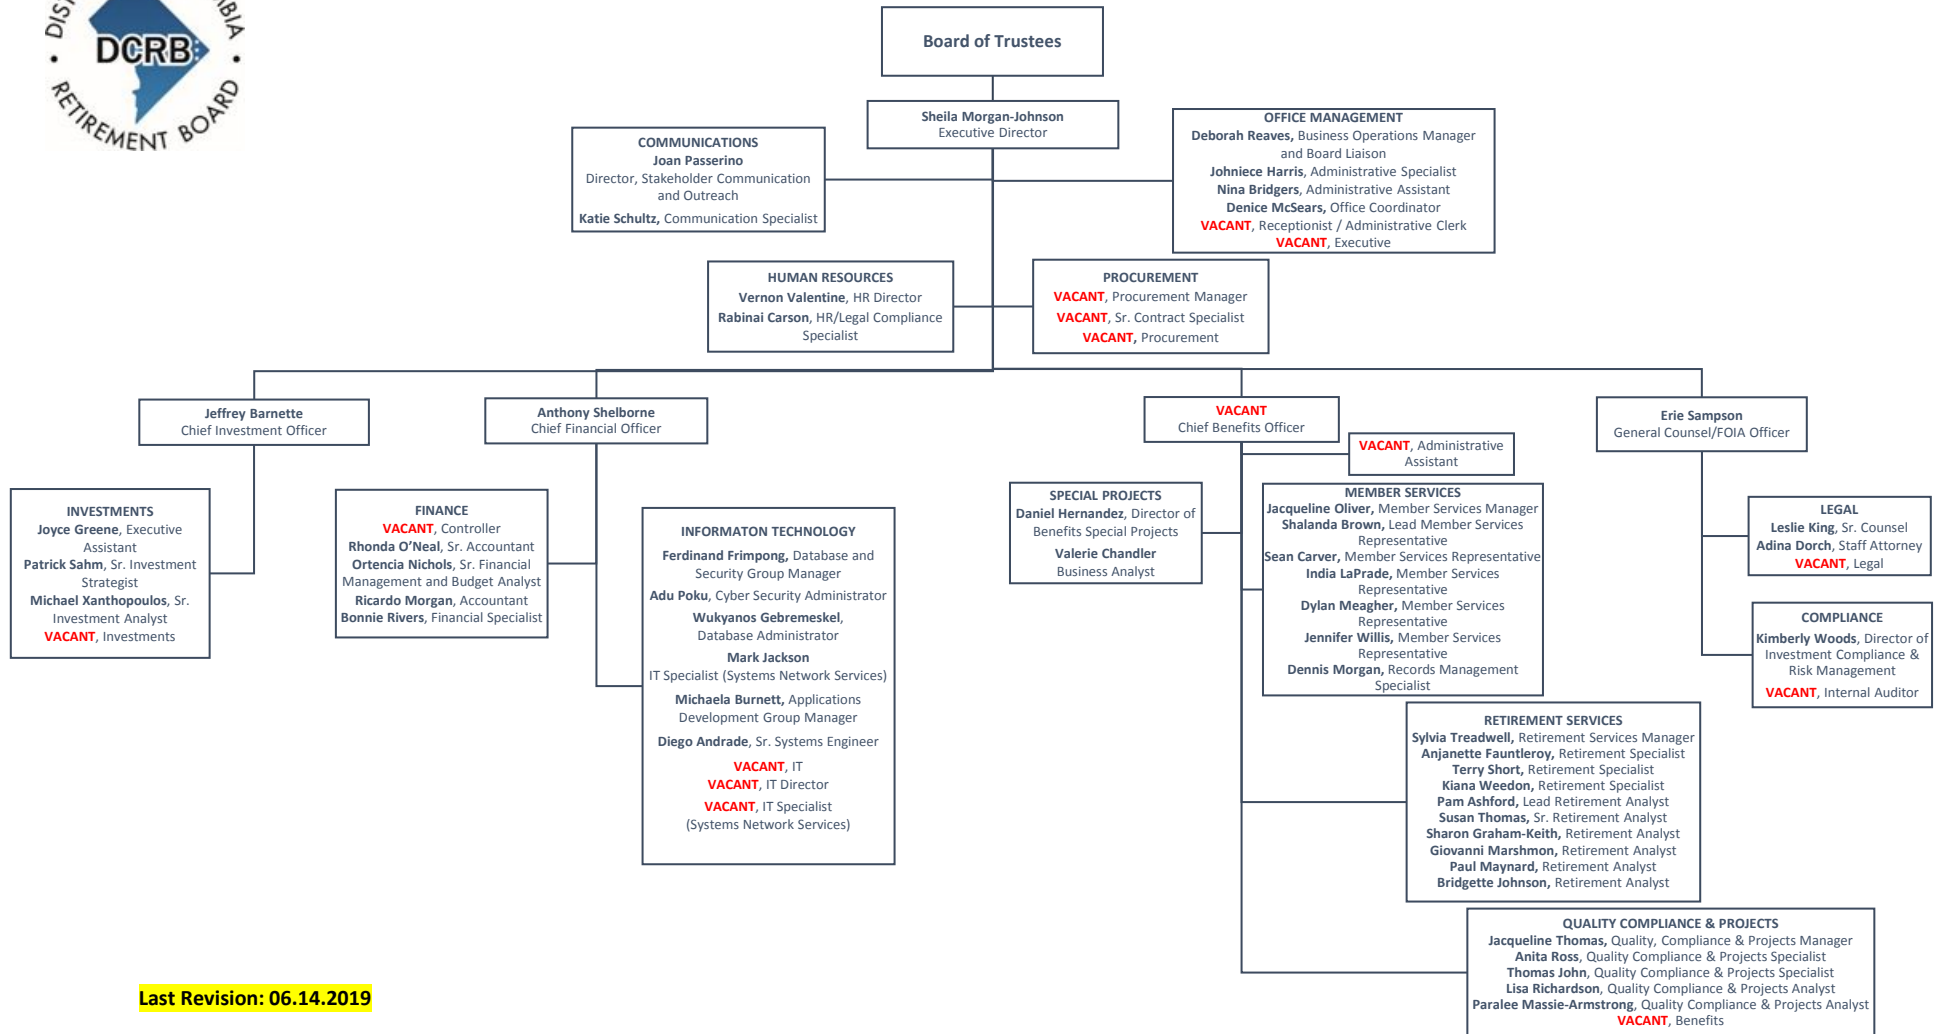 DCRB
RETIREMENT BOARD
Board of Trustees
Sheila Morgan-Johnson
Executive Director
COMMUNICATIONS
Joan Passerino
Director, Stakeholder Communication
and Outreach
Katie Schultz, Communication Specialist
OFFICE MANAGEMENT
Deborah Reaves, Business Operations Manager
and Board Liaison
Johniece Harris, Administrative Specialist
Nina Bridgers, Administrative Assistant
Denice McSears, Office Coordinator
VACANT, Receptionist / Administrative Clerk
VACANT, Executive
HUMAN RESOURCES
Vernon Valentine, HR Director
Rabinai Carson, HR/Legal Compliance
Specialist
PROCUREMENT
VACANT, Procurement Manager
VACANT, Sr. Contract Specialist
VACANT, Procurement
Jeffrey Barnette
Chief Investment Officer
Anthony Shelborne
Chief Financial Officer
VACANT
Chief Benefits Officer
Erie Sampson
General Counsel/FOIA Officer
VACANT, Administrative
Assistant
INVESTMENTS
Joyce Greene, Executive
Assistant
Patrick Sahm, Sr. Investment
Strategist
Michael Xanthopoulos, Sr.
Investment Analyst
VACANT, Investments
FINANCE
VACANT, Controller
Rhonda O’Neal, Sr. Accountant
Ortencia Nichols, Sr. Financial
Management and Budget Analyst
Ricardo Morgan, Accountant
Bonnie Rivers, Financial Specialist
INFORMATON TECHNOLOGY
Ferdinand Frimpong, Database and
Security Group Manager
Adu Poku, Cyber Security Administrator
Wukyanos Gebremeskel,
Database Administrator
Mark Jackson
IT Specialist (Systems Network Services)
Michaela Burnett, Applications
Development Group Manager
Diego Andrade, Sr. Systems Engineer
VACANT, IT
VACANT, IT Director
VACANT, IT Specialist
(Systems Network Services)
SPECIAL PROJECTS
Daniel Hernandez, Director of
Benefits Special Projects
Valerie Chandler
Business Analyst
MEMBER SERVICES
Jacqueline Oliver, Member Services Manager
Shalanda Brown, Lead Member Services
Representative
Sean Carver, Member Services Representative
India LaPrade, Member Services
Representative
Dylan Meagher, Member Services
Representative
Jennifer Willis, Member Services
Representative
Dennis Morgan, Records Management
Specialist
LEGAL
Leslie King, Sr. Counsel
Adina Dorch, Staff Attorney
VACANT, Legal
COMPLIANCE
Kimberly Woods, Director of
Investment Compliance &
Risk Management
VACANT, Internal Auditor
RETIREMENT SERVICES
Sylvia Treadwell, Retirement Services Manager
Anjanette Fauntleroy, Retirement Specialist
Terry Short, Retirement Specialist
Kiana Weedon, Retirement Specialist
Pam Ashford, Lead Retirement Analyst
Susan Thomas, Sr. Retirement Analyst
Sharon Graham-Keith, Retirement Analyst
Giovanni Marshmon, Retirement Analyst
Paul Maynard, Retirement Analyst
Bridgette Johnson, Retirement Analyst
QUALITY COMPLIANCE & PROJECTS
Jacqueline Thomas, Quality, Compliance & Projects Manager
Anita Ross, Quality Compliance & Projects Specialist
Thomas John, Quality Compliance & Projects Specialist
Lisa Richardson, Quality Compliance & Projects Analyst
Paralee Massie-Armstrong, Quality Compliance & Projects Analyst
VACANT, Benefits
Last Revision: 06.14.2019